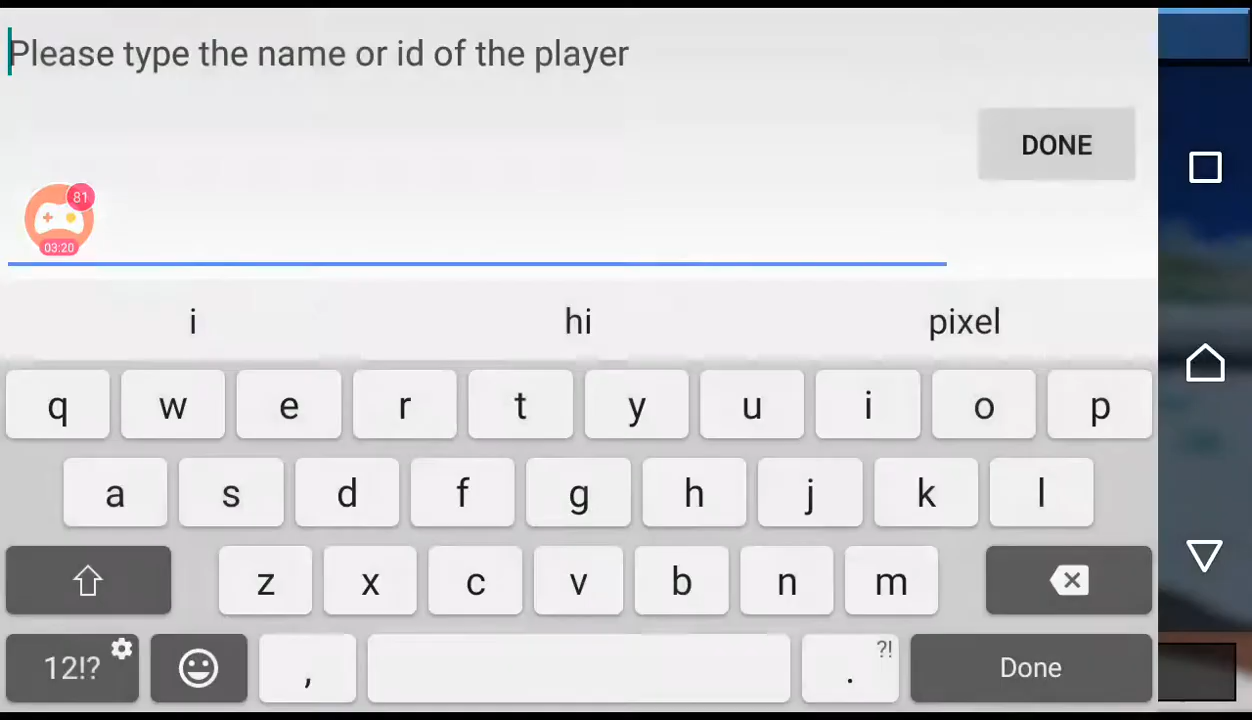 Please type the name or id of the player
DONE
81
03:20
i hi pixel
q w e r t y u i o p
a s d f g h j k l
z x c v b n m
12!? , . ?! Done